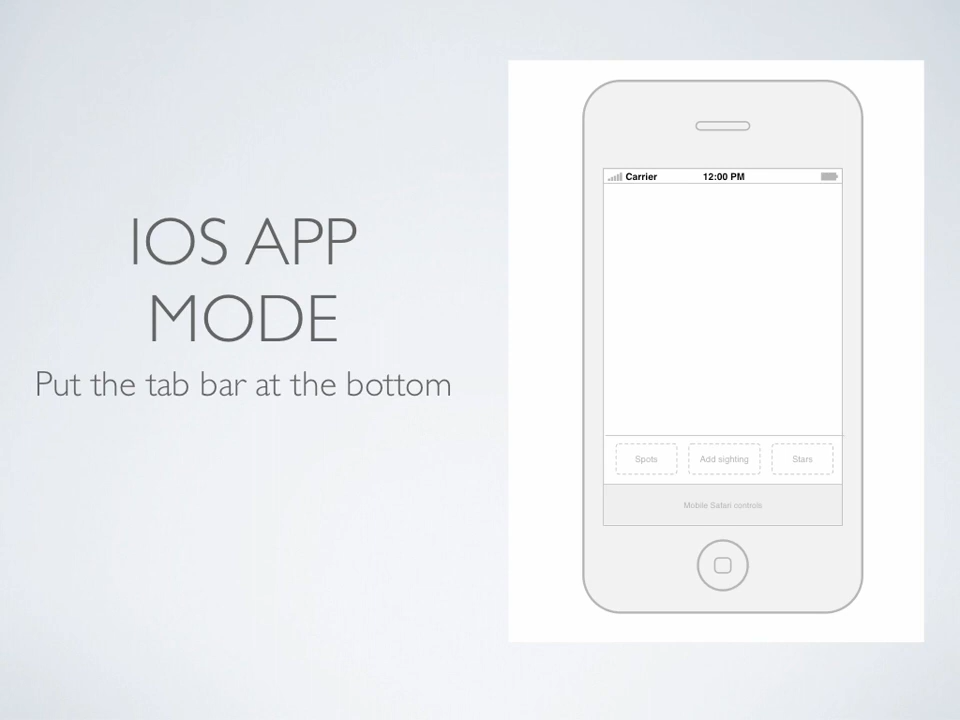 IOS APP
MODE
Put the tab bar at the bottom
Carrier 12:00 PM
Spots Add sighting Stars
Mobile Safari controls